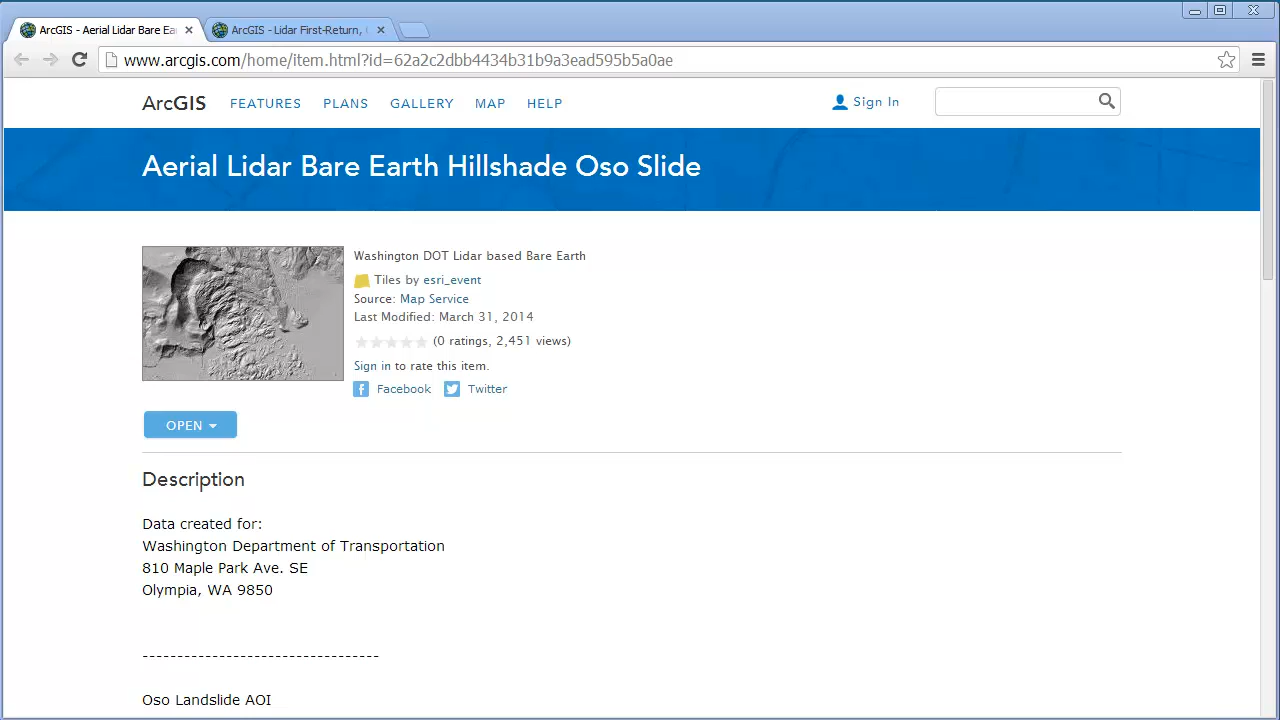 ArcGIS - Aerial Lidar Bare Ea
ArcGIS - Lidar First-Return,
www.arcgis.com/home/item.html?id=62a2c2dbb4434b31b9a3ead595b5a0ae
ArcGIS FEATURES PLANS GALLERY MAP HELP Sign In
Aerial Lidar Bare Earth Hillshade Oso Slide
Washington DOT Lidar based Bare Earth
Tiles by esri_event
Source: Map Service
Last Modified: March 31, 2014
(0 ratings, 2,451 views)
Sign in to rate this item.
Facebook Twitter
OPEN
Description
Data created for:
Washington Department of Transportation
810 Maple Park Ave. SE
Olympia, WA 9850
----------------------------------
Oso Landslide AOI